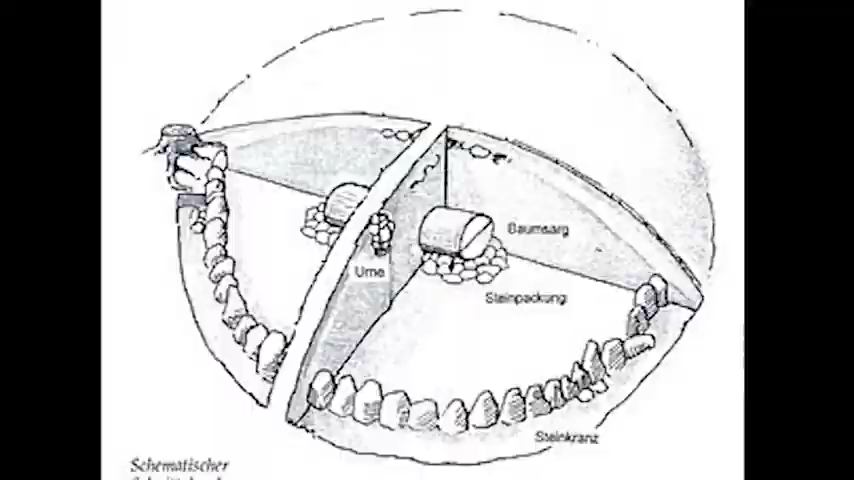 Baumsarg
Urne
Steinpackung
Steinkranz
Schematischer